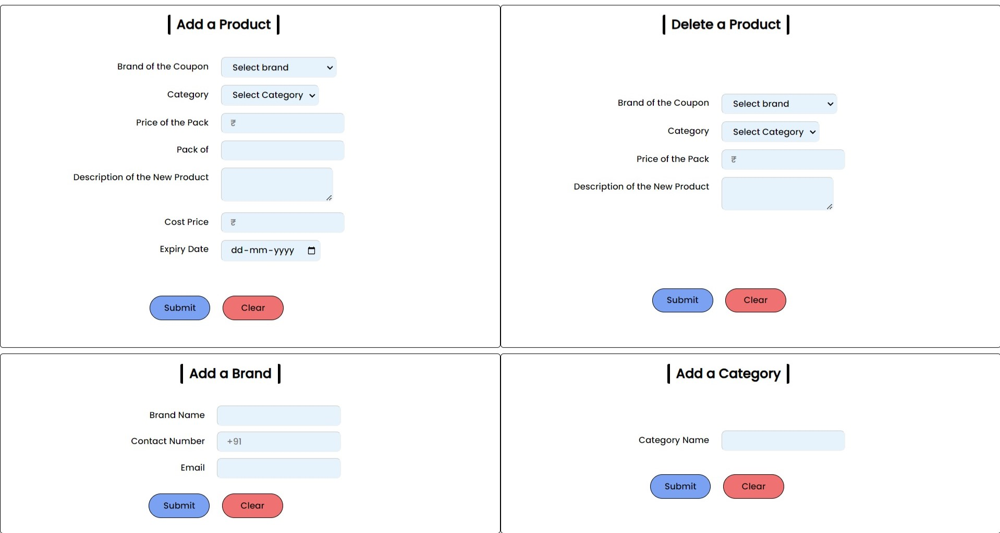 Add a Product
Brand of the Coupon
Select brand
Category
Select Category
Price of the Pack
₹
Pack of
Description of the New Product
Cost Price
₹
Expiry Date
dd-mm-yyyy
Submit
Clear
Delete a Product
Brand of the Coupon
Select brand
Category
Select Category
Price of the Pack
₹
Description of the New Product
Submit
Clear
Add a Brand
Brand Name
Contact Number
+91
Email
Submit
Clear
Add a Category
Category Name
Submit
Clear